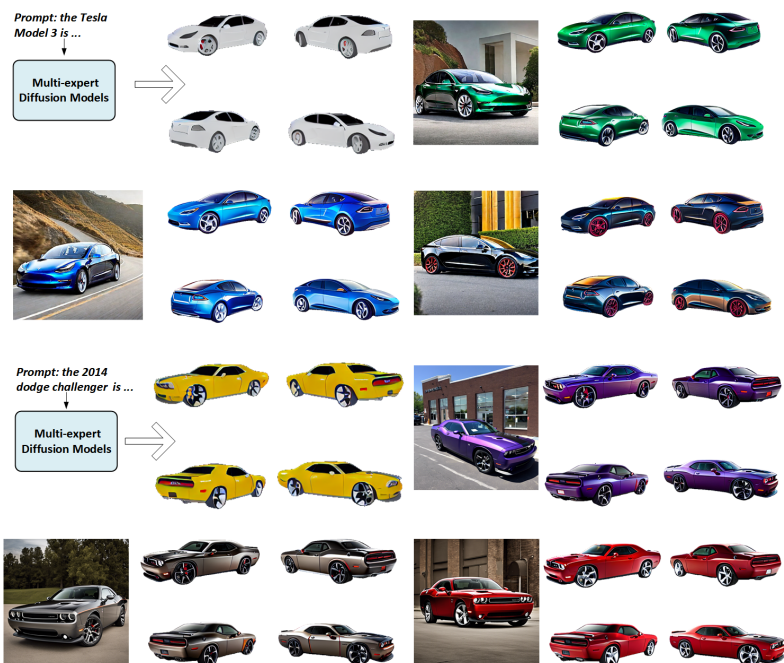 Prompt: the Tesla
Model 3 is ...
Multi-expert
Diffusion Models
Prompt: the 2014
dodge challenger is ...
Multi-expert
Diffusion Models